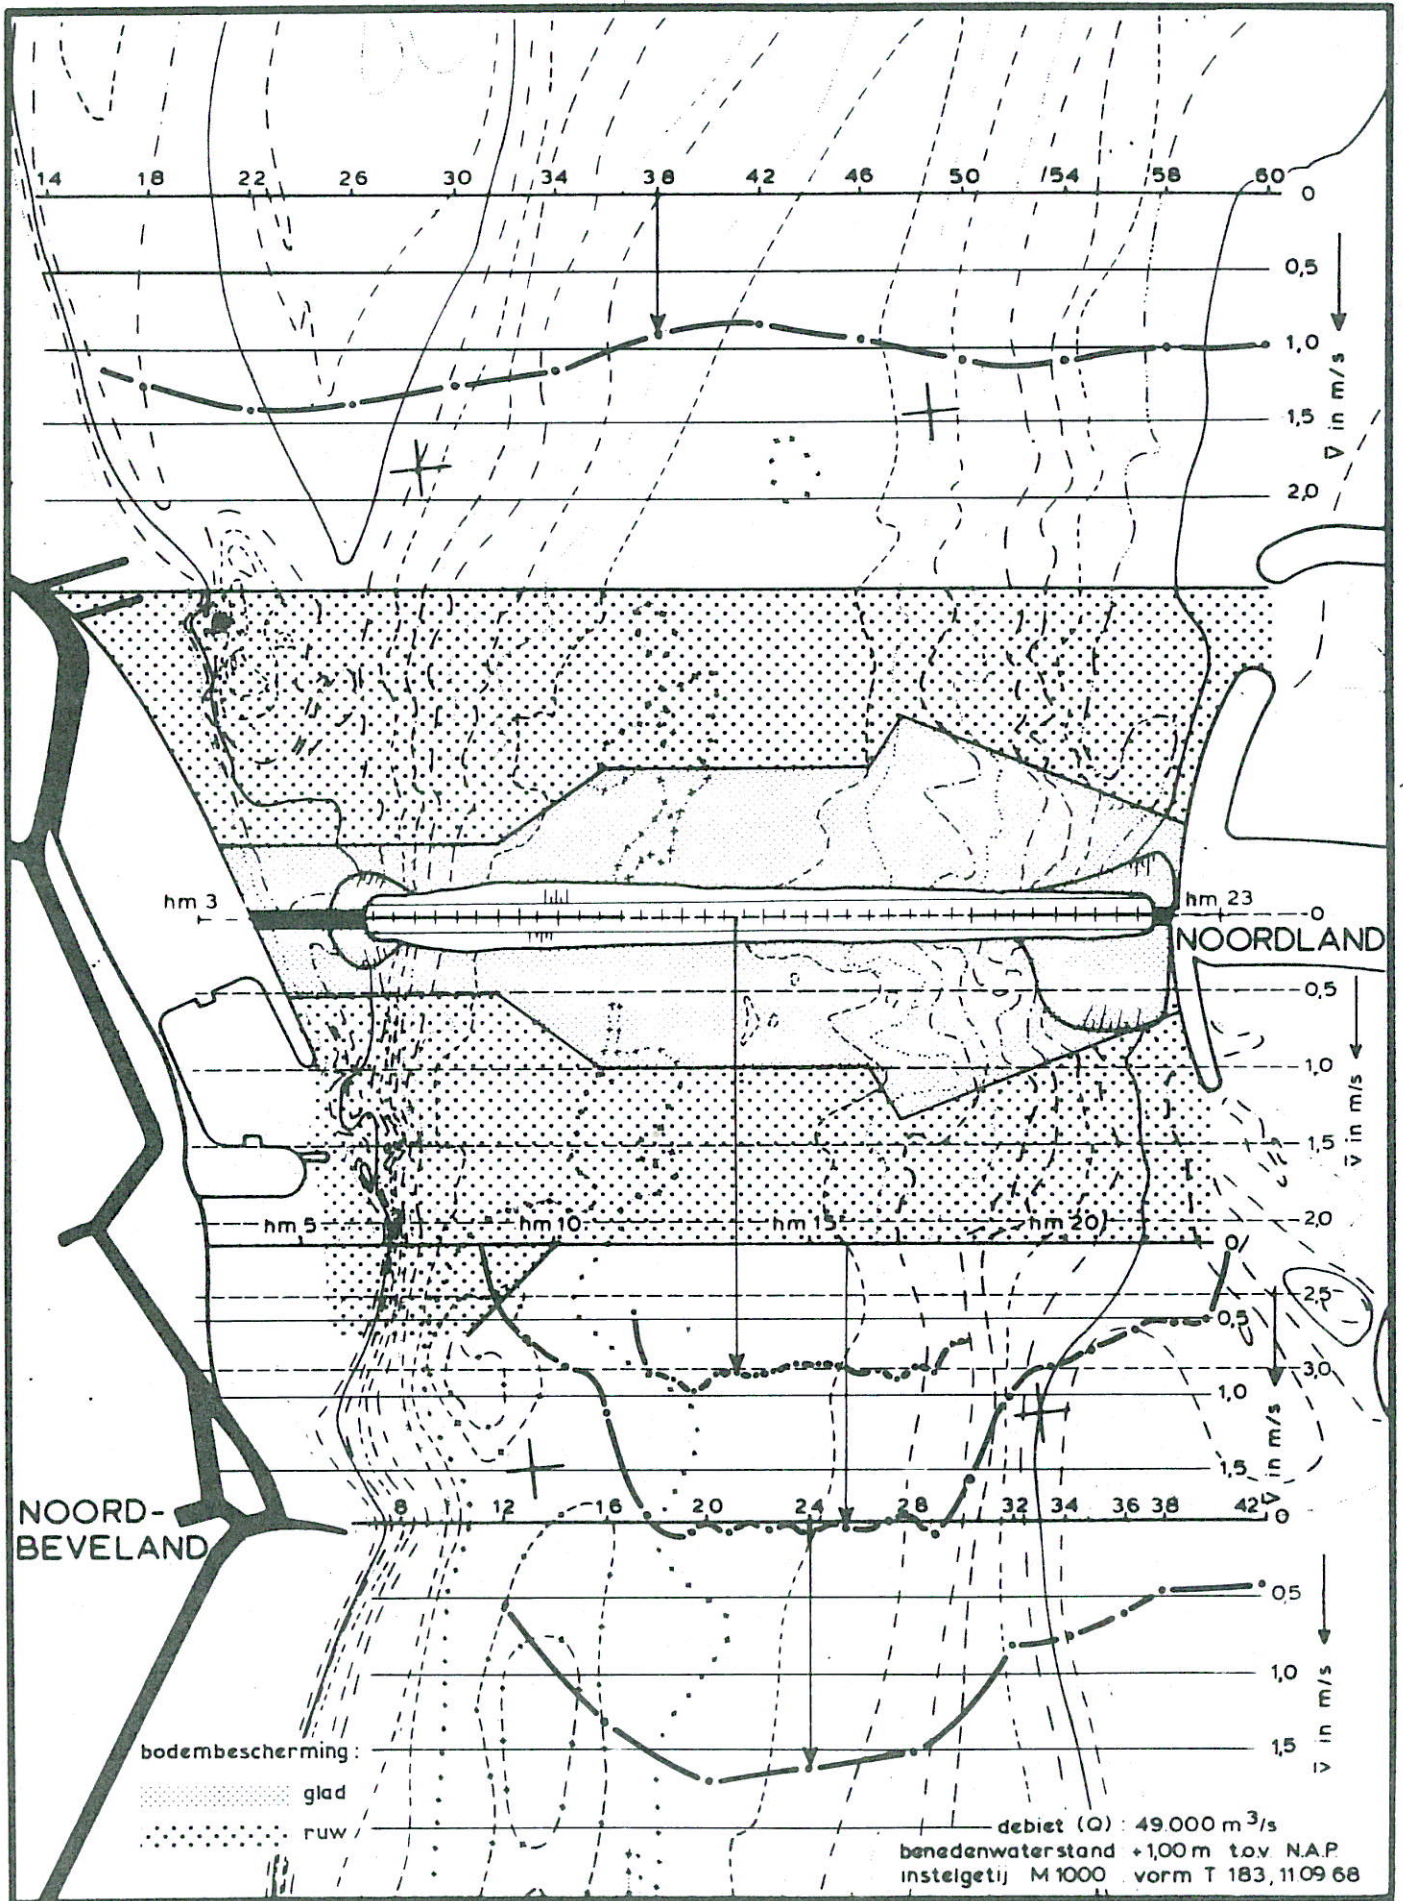 14 18 22 26 30 34 38 42 46 50 54 58 60
0
0,5
1,0
1,5
2,0
v̅ in m/s
hm 3
hm 23
0
NOORDLAND
0,5
1,0
1,5
v̅ in m/s
2,0
hm 5 hm 10 hm 15 hm 20
0
2,5
0,5
3,0
1,0
1,5
v̅ in m/s
NOORD-
BEVELAND
8 12 16 20 24 28 32 34 36 38 42
0
0,5
1,0
1,5
v̅ in m/s
bodembescherming :
glad
ruw
debiet (Q) : 49.000 m³/s
benedenwaterstand +1,00 m t.o.v. N.A.P.
instelgetij M 1000 vorm T 183, 11 09 68